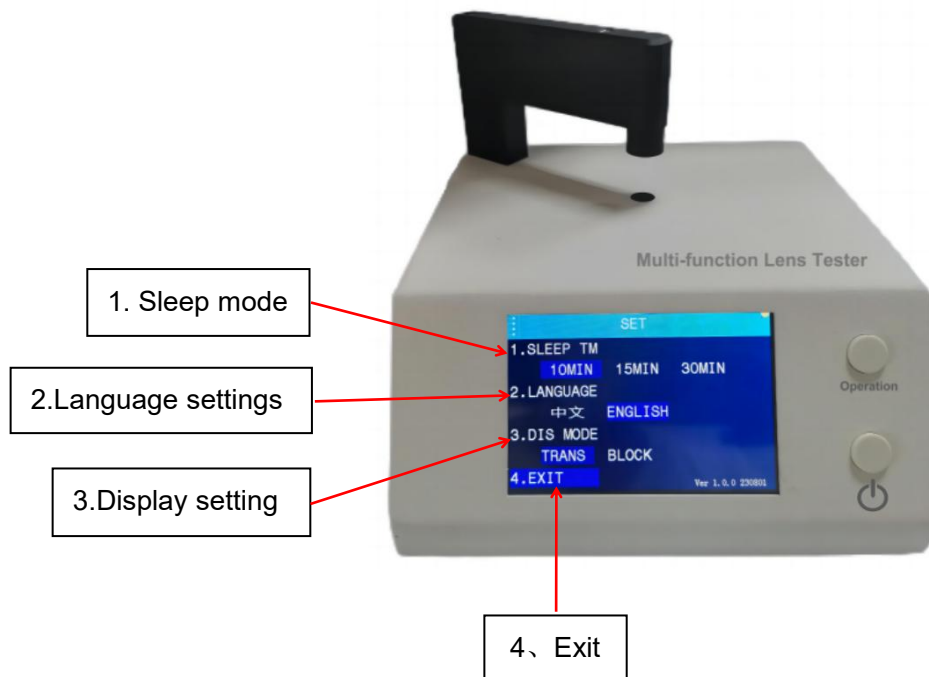 Multi-function Lens Tester
1. Sleep mode
SET
1.SLEEP TM
10MIN 15MIN 30MIN
2.Language settings
2.LANGUAGE
中文 ENGLISH
Operation
3.Display setting
3.DIS MODE
TRANS BLOCK
4.EXIT
Ver 1.0.0 230801
4、Exit